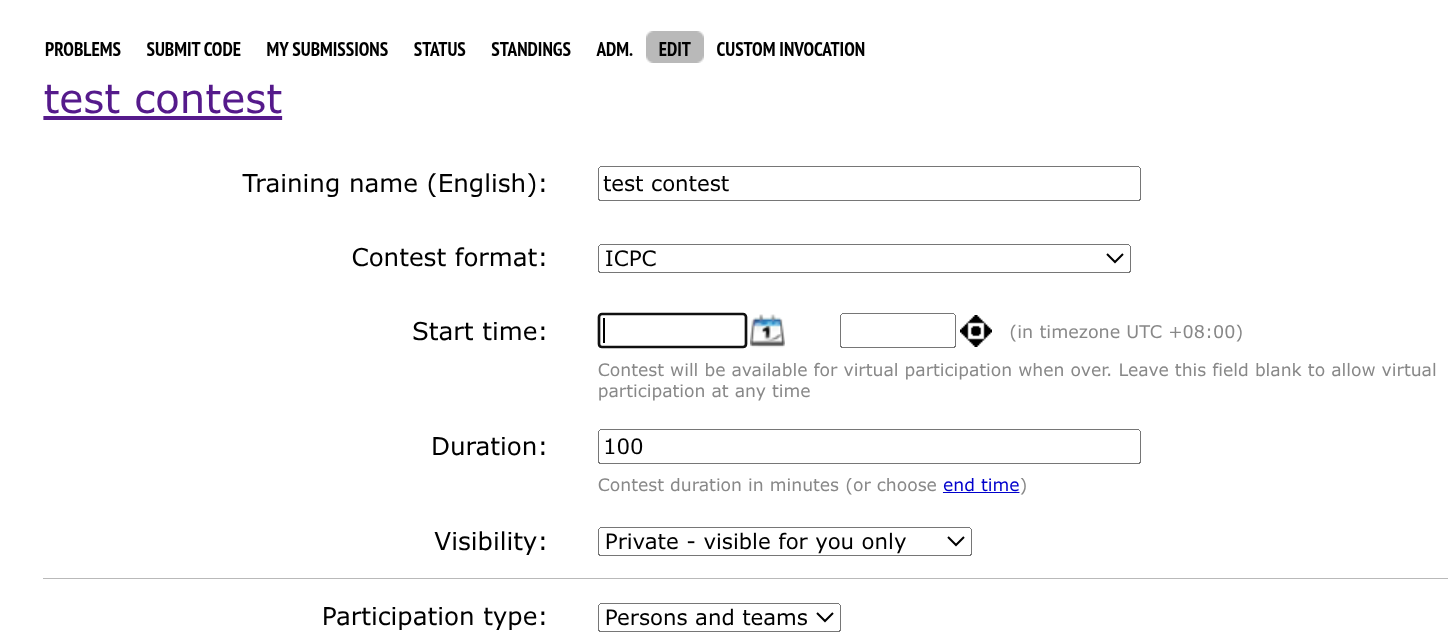 PROBLEMS SUBMIT CODE MY SUBMISSIONS STATUS STANDINGS ADM. EDIT CUSTOM INVOCATION
test contest
Training name (English): test contest
Contest format: ICPC
Start time: 1 (in timezone UTC +08:00)
Contest will be available for virtual participation when over. Leave this field blank to allow virtual
participation at any time
Duration: 100
Contest duration in minutes (or choose end time)
Visibility: Private - visible for you only
Participation type: Persons and teams